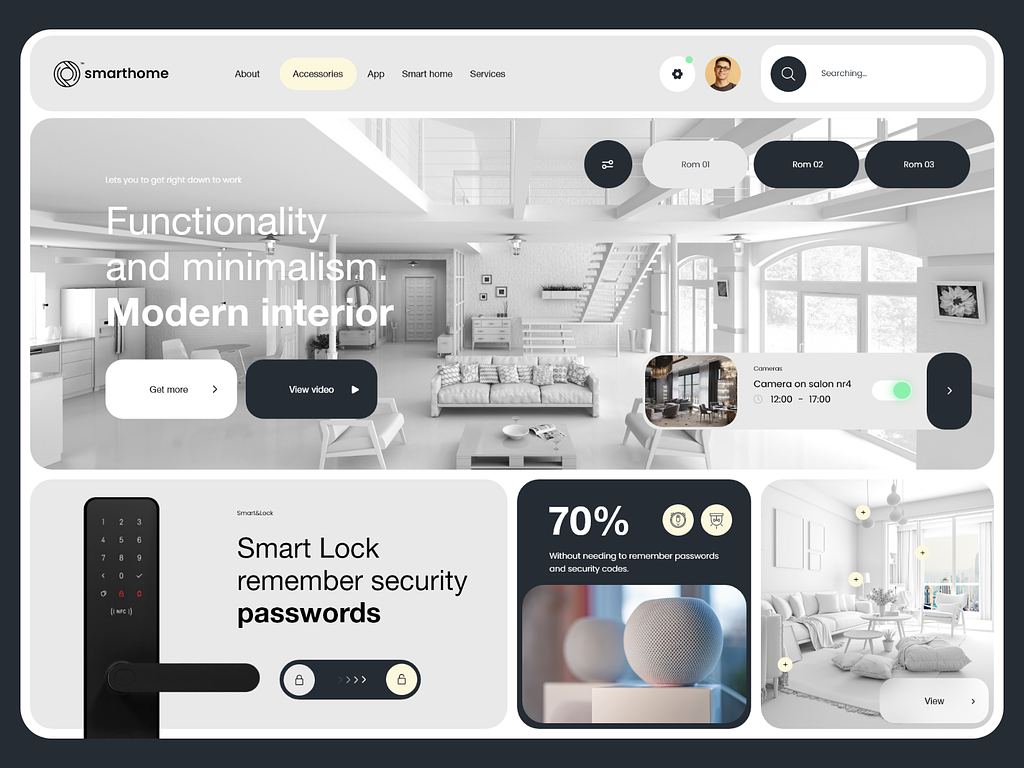 smarthome
About
Accessories
App
Smart home
Services
Searching...
Rom 01
Rom 02
Rom 03
Lets you to get right down to work
Functionality
and minimalism.
Modern interior
Get more
View video
Cameras
Camera on salon nr4
12:00 - 17:00
1 2 3
4 5 6
7 8 9
0
NFC
Smart&Lock
Smart Lock
remember security
passwords
70%
Without needing to remember passwords
and security codes.
View